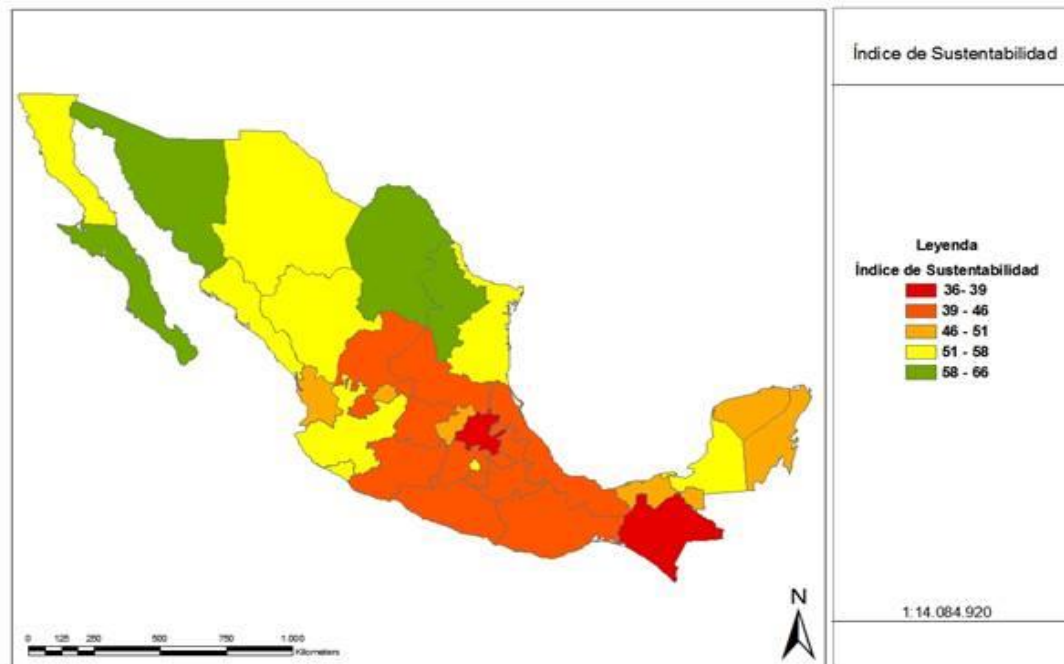 Índice de Sustentabilidad
Leyenda
Índice de Sustentabilidad
36- 39
39 - 46
46 - 51
51 - 58
58 - 66
N
0 125 250 500 750 1.000
Kilometers
1:14.084.920